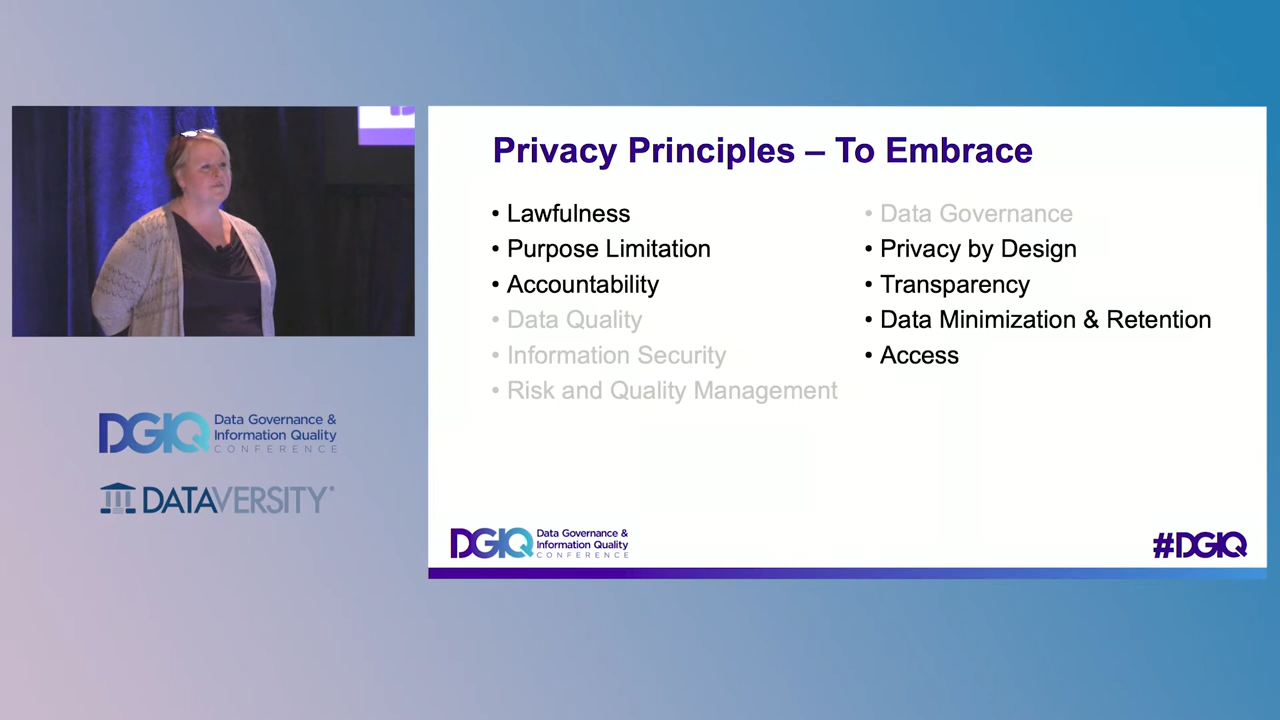 Privacy Principles – To Embrace
• Lawfulness
• Purpose Limitation
• Accountability
• Data Quality
• Information Security
• Risk and Quality Management
• Data Governance
• Privacy by Design
• Transparency
• Data Minimization & Retention
• Access
DGIQ
Data Governance &
Information Quality
CONFERENCE
DATAVERSITY
DGIQ
Data Governance &
Information Quality
CONFERENCE
#DGIQ